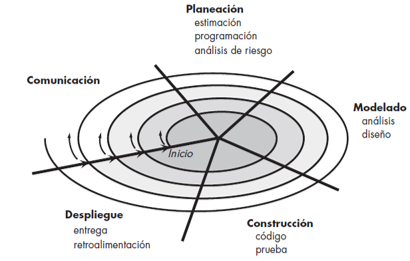 Planeación
estimación
programación
análisis de riesgo
Comunicación
Modelado
análisis
diseño
Inicio
Despliegue
entrega
retroalimentación
Construcción
código
prueba